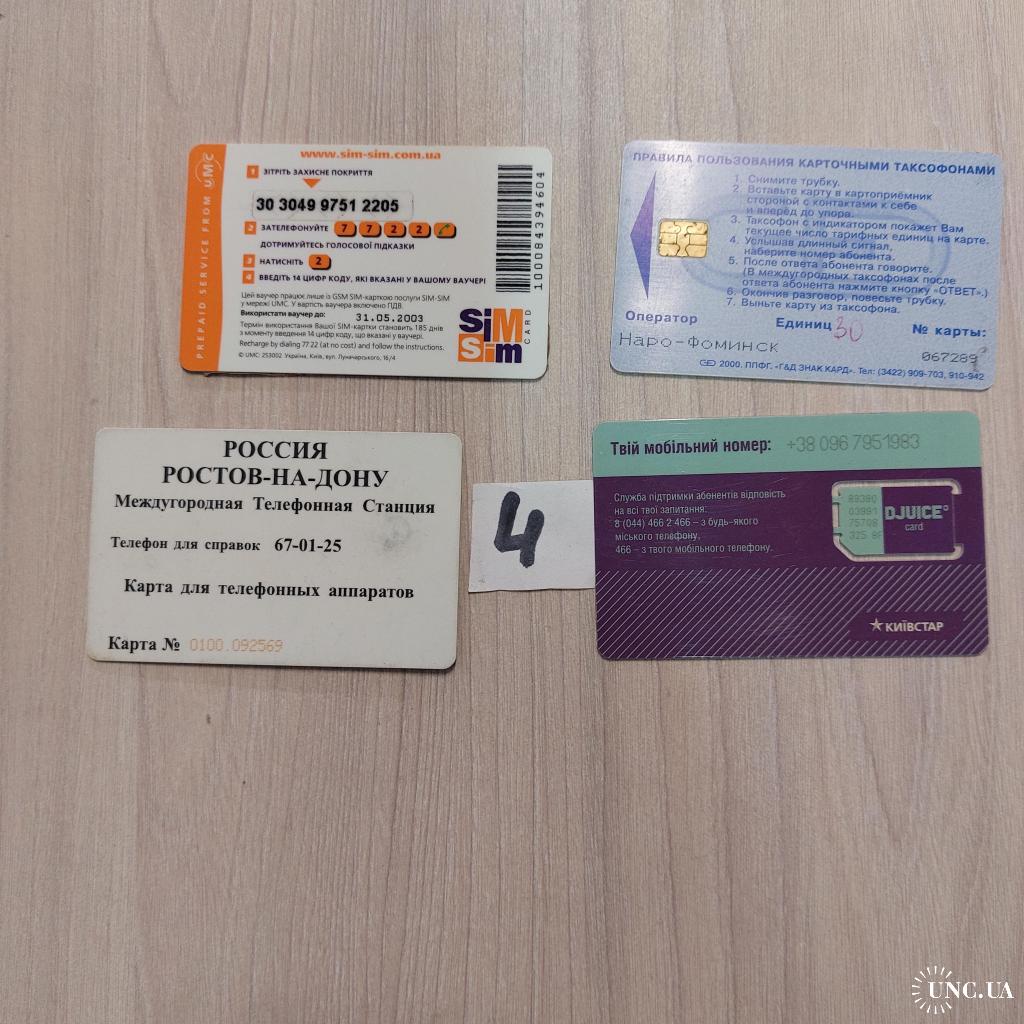 www.sim-sim.com.ua
PREPAID SERVICE FROM UMC
1 ЗІТРІТЬ ЗАХИСНЕ ПОКРИТТЯ
30 3049 9751 2205
2 ЗАТЕЛЕФОНУЙТЕ 7 7 2 2
ДОТРИМУЙТЕСЬ ГОЛОСОВОЇ ПІДКАЗКИ
3 НАТИСНІТЬ 2
4 ВВЕДІТЬ 14 ЦИФР КОДУ, ЯКІ ВКАЗАНІ У ВАШОМУ ВАУЧЕРІ
Цей ваучер працює лише із GSM SIM-карткою послуги SIM-SIM
у мережі UMC. У вартість ваучера включено ПДВ.
Використати ваучер до: 31.05.2003
Термін використання Вашої SIM-картки становить 185 днів
з моменту введення 14 цифр коду, які вказані у ваучері.
Recharge by dialing 77 22 (at no cost) and follow the instructions.
© UMC: 253002 Україна, Київ, вул. Луначарського, 16/4
SiM
Sim
CARD
100084394604
ПРАВИЛА ПОЛЬЗОВАНИЯ КАРТОЧНЫМИ ТАКСОФОНАМИ
1. Снимите трубку.
2. Вставьте карту в картоприёмник
стороной с контактами к себе
и вперёд до упора.
3. Таксофон с индикатором покажет Вам
текущее число тарифных единиц на карте.
4. Услышав длинный сигнал,
наберите номер абонента.
5. После ответа абонента говорите.
(В междугородных таксофонах после
ответа абонента нажмите кнопку «ОТВЕТ».)
6. Окончив разговор, повесьте трубку.
7. Выньте карту из таксофона.
Оператор
Единиц 30
№ карты:
Наро-Фоминск
067289
2000. ППФГ. «Г&Д ЗНАК КАРД». Тел: (3422) 909-703, 910-942
РОССИЯ
РОСТОВ-НА-ДОНУ
Междугородная Телефонная Станция
Телефон для справок 67-01-25
Карта для телефонных аппаратов
Карта № 0100.092569
4
Твій мобільний номер: +38 096 7951983
Служба підтримки абонентів відповість
на всі твої запитання:
8 (044) 466 2 466 – з будь-якого
міського телефону,
466 – з твого мобільного телефону.
89380
03991
75708
DJUICE°
card
КИЇВСТАР
UNC.UA